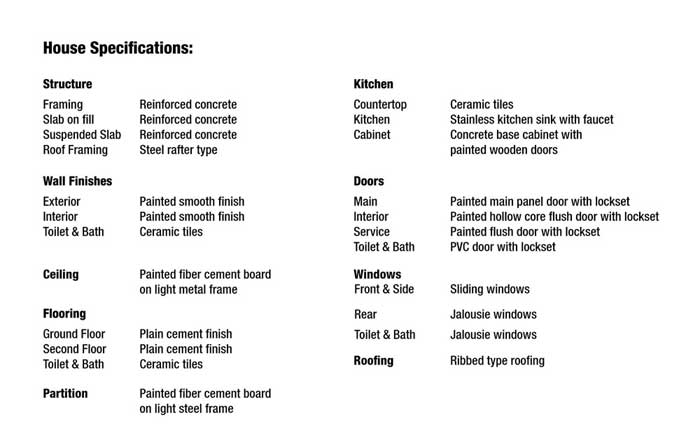 House Specifications:
Structure
Framing Reinforced concrete
Slab on fill Reinforced concrete
Suspended Slab Reinforced concrete
Roof Framing Steel rafter type
Wall Finishes
Exterior Painted smooth finish
Interior Painted smooth finish
Toilet & Bath Ceramic tiles
Ceiling Painted fiber cement board
on light metal frame
Flooring
Ground Floor Plain cement finish
Second Floor Plain cement finish
Toilet & Bath Ceramic tiles
Partition Painted fiber cement board
on light steel frame
Kitchen
Countertop Ceramic tiles
Kitchen Stainless kitchen sink with faucet
Cabinet Concrete base cabinet with
painted wooden doors
Doors
Main Painted main panel door with lockset
Interior Painted hollow core flush door with lockset
Service Painted flush door with lockset
Toilet & Bath PVC door with lockset
Windows
Front & Side Sliding windows
Rear Jalousie windows
Toilet & Bath Jalousie windows
Roofing Ribbed type roofing